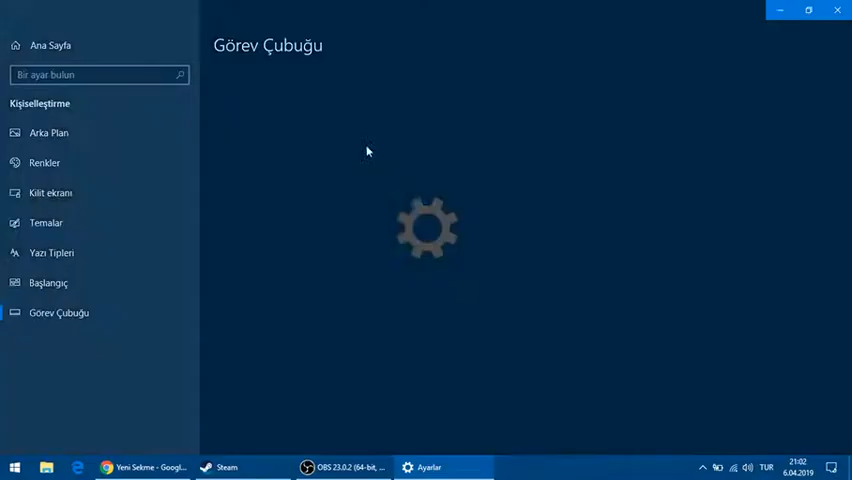 Ana Sayfa
Bir ayar bulun
Kişiselleştirme
Arka Plan
Renkler
Kilit ekranı
Temalar
Yazı Tipleri
Başlangıç
Görev Çubuğu
Görev Çubuğu
Yeni Sekme - Googl...
Steam
OBS 23.0.2 (64-bit, ...
Ayarlar
TUR
21:02
6.04.2019